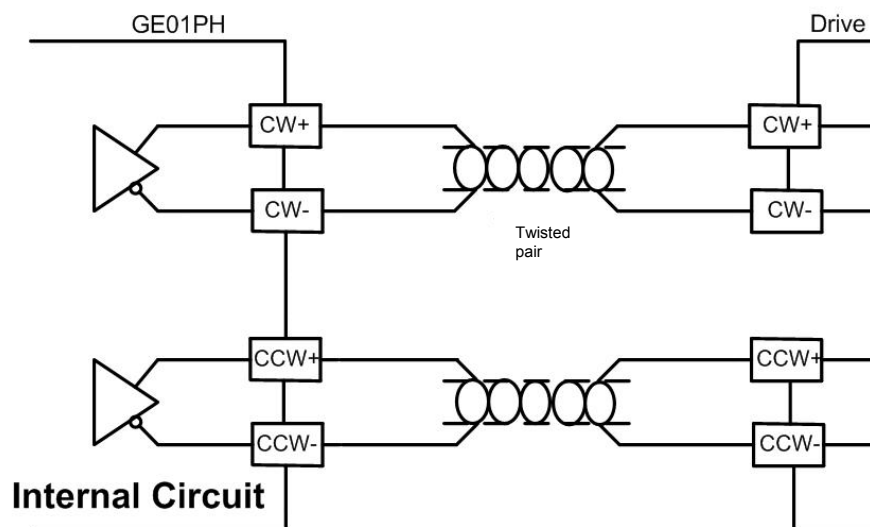 GE01PH
Drive
CW+
CW+
CW-
CW-
Twisted
pair
CCW+
CCW+
CCW-
CCW-
Internal Circuit